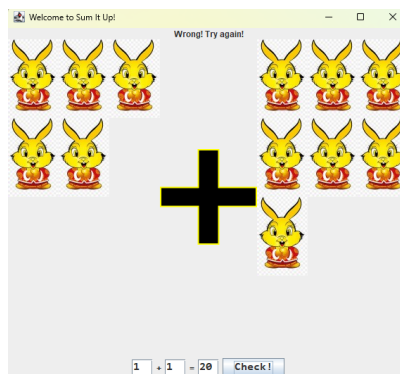 Welcome to Sum It Up!
Wrong! Try again!
1 + 1 = 20 Check!